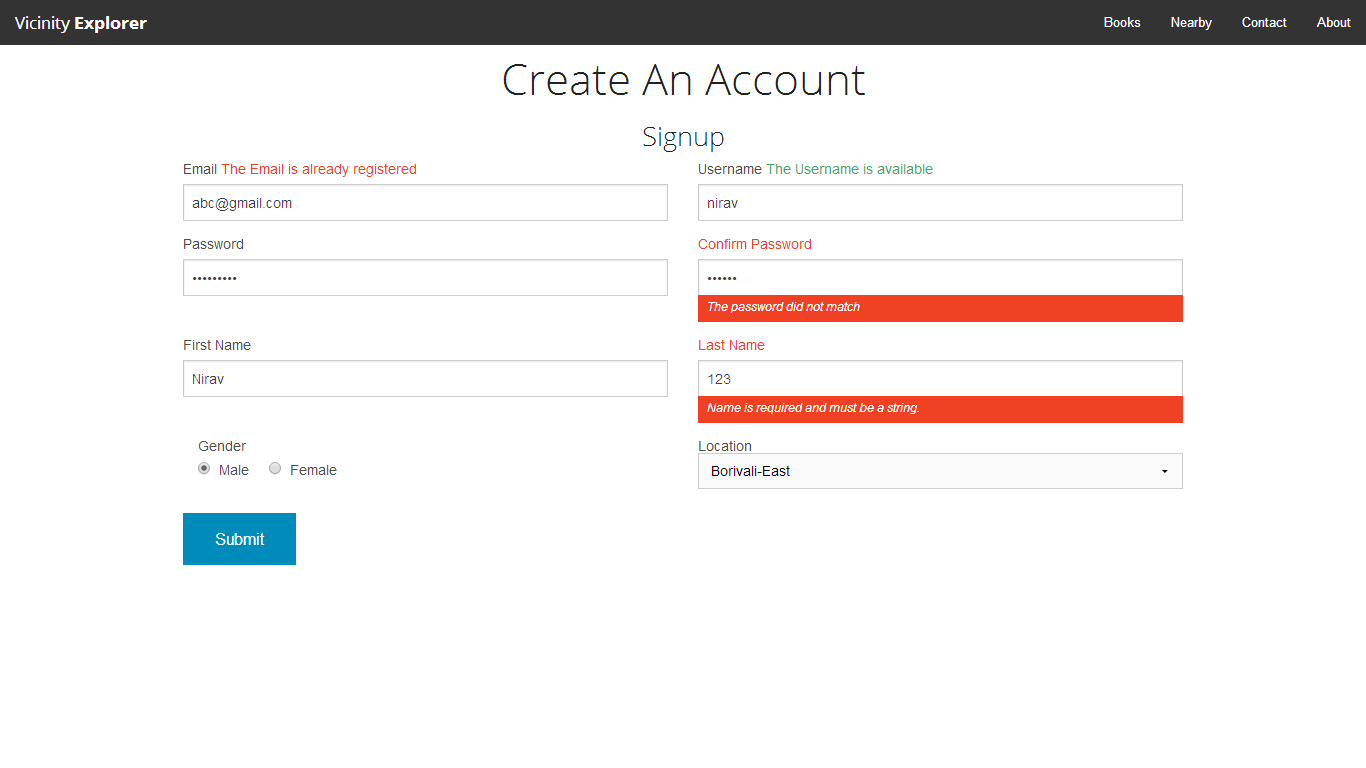 Vicinity Explorer
Books Nearby Contact About
Create An Account
Signup
Email The Email is already registered
abc@gmail.com
Username The Username is available
nirav
Password
•••••••••
Confirm Password
••••••
The password did not match
First Name
Nirav
Last Name
123
Name is required and must be a string.
Gender
Male Female
Location
Borivali-East
Submit